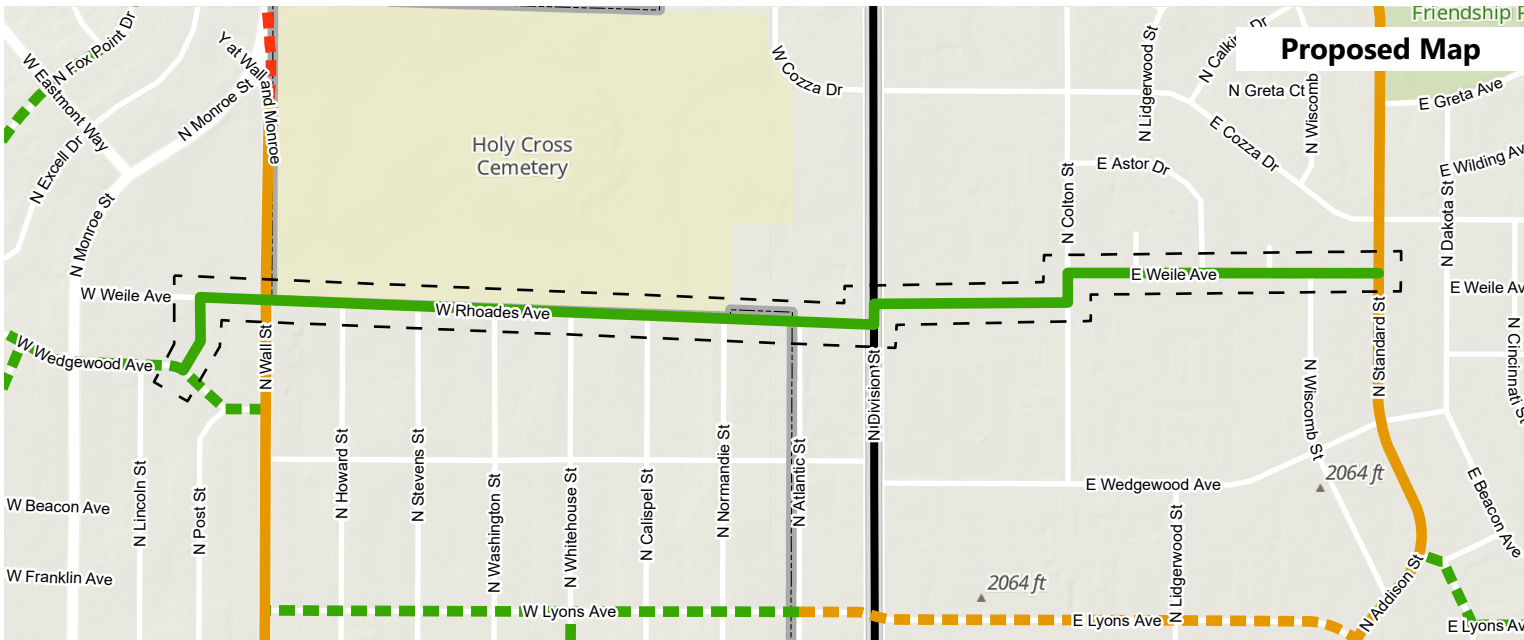 Friendship P
Proposed Map
N Fox Point Dr
W Eastmont Way
Y at Wall and Monroe
N Monroe St
N Excell Dr
N Monroe St
W Cozza Dr
Holy Cross
Cemetery
N Lidgerwood St
N Greta Ct
N Wiscomb
E Greta Ave
E Cozza Dr
E Astor Dr
E Wilding Av
N Colton St
N Dakota St
W Weile Ave
E Weile Ave
E Weile Av
W Rhoades Ave
W Wedgewood Ave
N Wall St
N Division St
N Standard St
N Cincinnati St
N Wiscomb St
N Howard St
N Stevens St
N Washington St
N Whitehouse St
N Calispel St
N Normandie St
N Atlantic St
N Lincoln St
N Post St
W Beacon Ave
W Franklin Ave
E Wedgewood Ave
2064 ft
E Beacon Ave
N Lidgerwood St
2064 ft
N Addison St
W Lyons Ave
E Lyons Ave
E Lyons Av